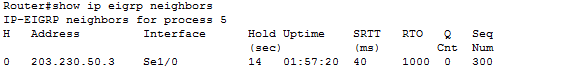 Router#show ip eigrp neighbors
IP-EIGRP neighbors for process 5
H   Address         Interface     Hold Uptime    SRTT   RTO   Q    Seq
                                  (sec)          (ms)         Cnt  Num
0   203.230.50.3    Se1/0         14   01:57:20  40     1000  0    300